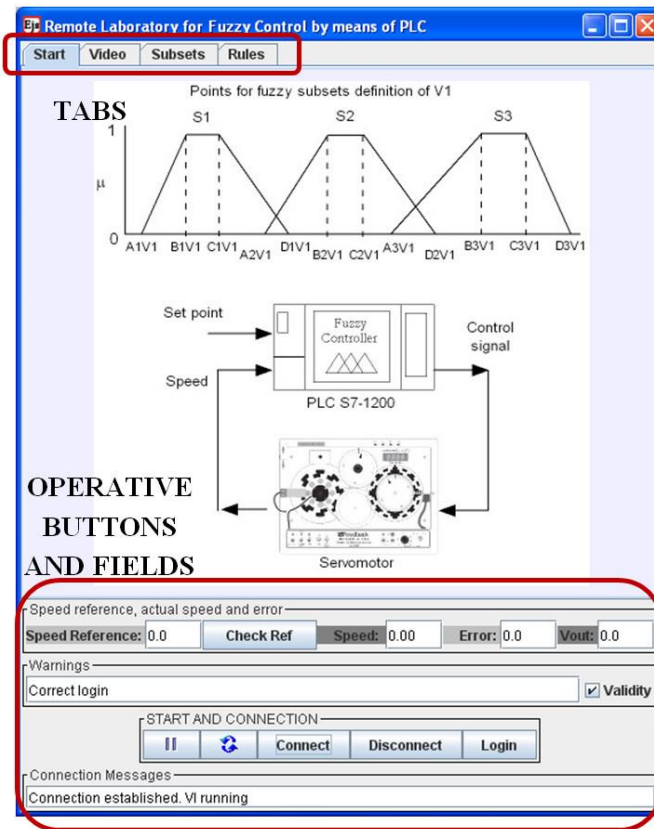 Ejs Remote Laboratory for Fuzzy Control by means of PLC
Start Video Subsets Rules
TABS
Points for fuzzy subsets definition of V1
S1 S2 S3
1
μ
0
A1V1 B1V1 C1V1 A2V1 D1V1 B2V1 C2V1 A3V1 D2V1 B3V1 C3V1 D3V1
Set point
Fuzzy
Controller
Control
signal
Speed
PLC S7-1200
OPERATIVE
BUTTONS
AND FIELDS
Servomotor
Speed reference, actual speed and error
Speed Reference: 0.0 Check Ref Speed: 0.00 Error: 0.0 Vout: 0.0
Warnings
Correct login Validity
START AND CONNECTION
Connect Disconnect Login
Connection Messages
Connection established. VI running